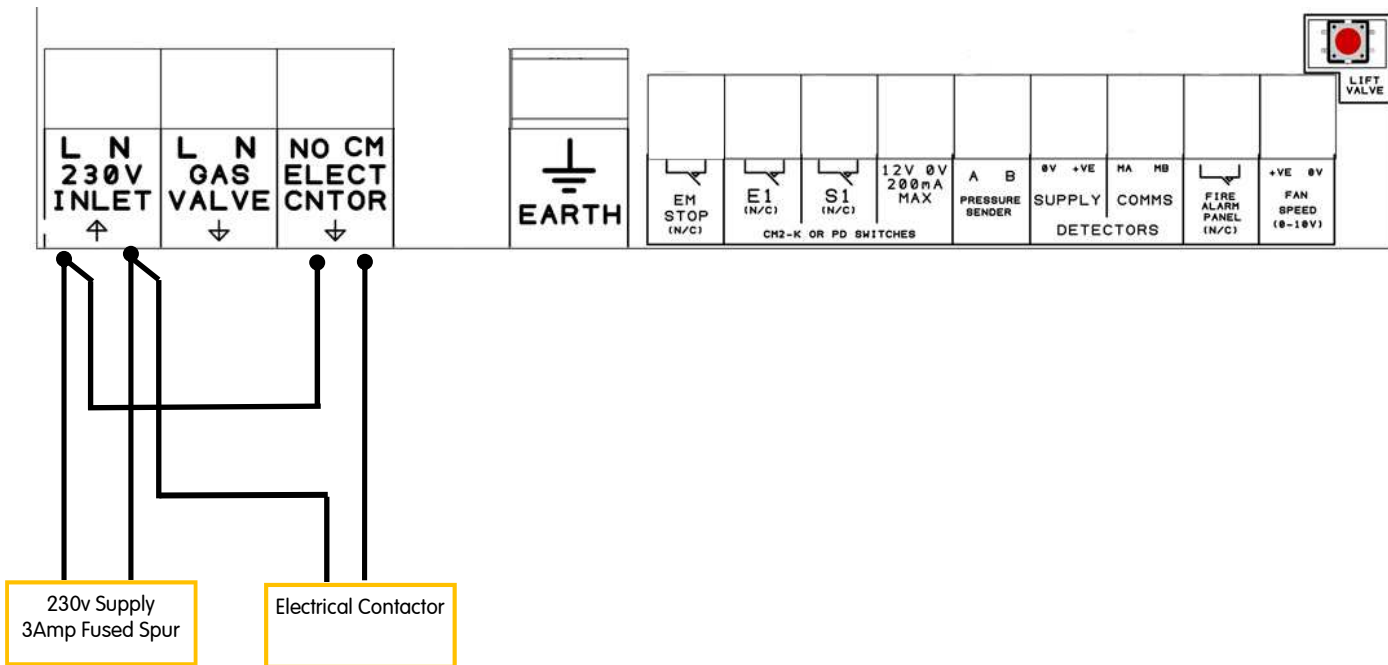 LIFT
VALVE
L N
230V
INLET
L N
GAS
VALVE
NO CM
ELECT
CNTOR
EARTH
EM
STOP
(N/C)
E1
(N/C)
S1
(N/C)
12V 0V
200mA
MAX
CM2-K OR PD SWITCHES
A B
PRESSURE
SENDER
0V +VE
SUPPLY
MA MB
COMMS
DETECTORS
FIRE
ALARM
PANEL
(N/C)
+VE 0V
FAN
SPEED
(0-10V)
230v Supply
3Amp Fused Spur
Electrical Contactor